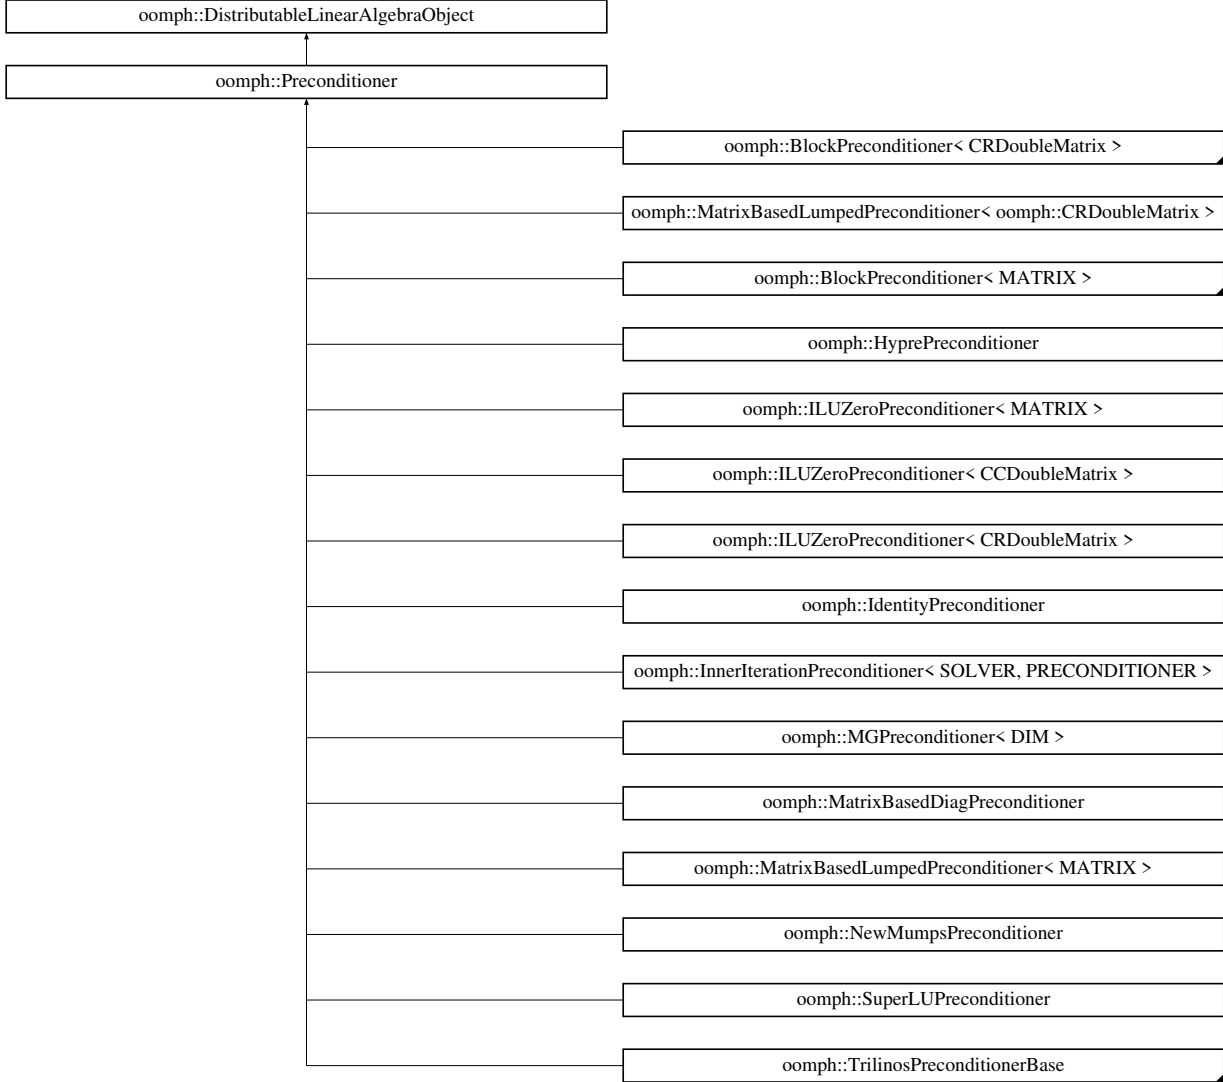 oomph::DistributableLinearAlgebraObject
oomph::Preconditioner
oomph::BlockPreconditioner< CRDoubleMatrix >
oomph::MatrixBasedLumpedPreconditioner< oomph::CRDoubleMatrix >
oomph::BlockPreconditioner< MATRIX >
oomph::HyprePreconditioner
oomph::ILUZeroPreconditioner< MATRIX >
oomph::ILUZeroPreconditioner< CCDoubleMatrix >
oomph::ILUZeroPreconditioner< CRDoubleMatrix >
oomph::IdentityPreconditioner
oomph::InnerIterationPreconditioner< SOLVER, PRECONDITIONER >
oomph::MGPreconditioner< DIM >
oomph::MatrixBasedDiagPreconditioner
oomph::MatrixBasedLumpedPreconditioner< MATRIX >
oomph::NewMumpsPreconditioner
oomph::SuperLUPreconditioner
oomph::TrilinosPreconditionerBase